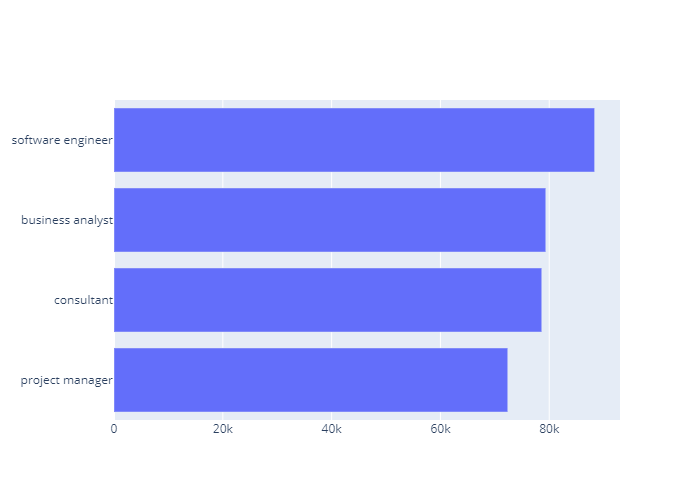 software engineer
business analyst
consultant
project manager
0 20k 40k 60k 80k